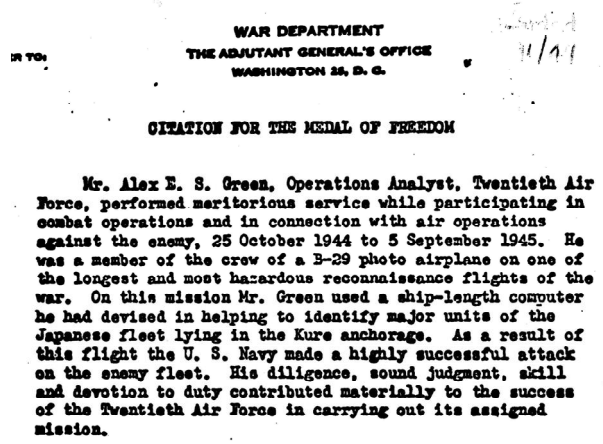 WAR DEPARTMENT
THE ADJUTANT GENERAL'S OFFICE
R TO:
WASHINGTON 25, D. C.
CITATION FOR THE MEDAL OF FREEDOM
Mr. Alex E. S. Green, Operations Analyst, Twentieth Air
Force, performed meritorious service while participating in
combat operations and in connection with air operations
against the enemy, 25 October 1944 to 5 September 1945. He
was a member of the crew of a B-29 photo airplane on one of
the longest and most hazardous reconnaissance flights of the
war. On this mission Mr. Green used a ship-length computer
he had devised in helping to identify major units of the
Japanese fleet lying in the Kure anchorage. As a result of
this flight the U. S. Navy made a highly successful attack
on the enemy fleet. His diligence, sound judgment, skill
and devotion to duty contributed materially to the success
of the Twentieth Air Force in carrying out its assigned
mission.